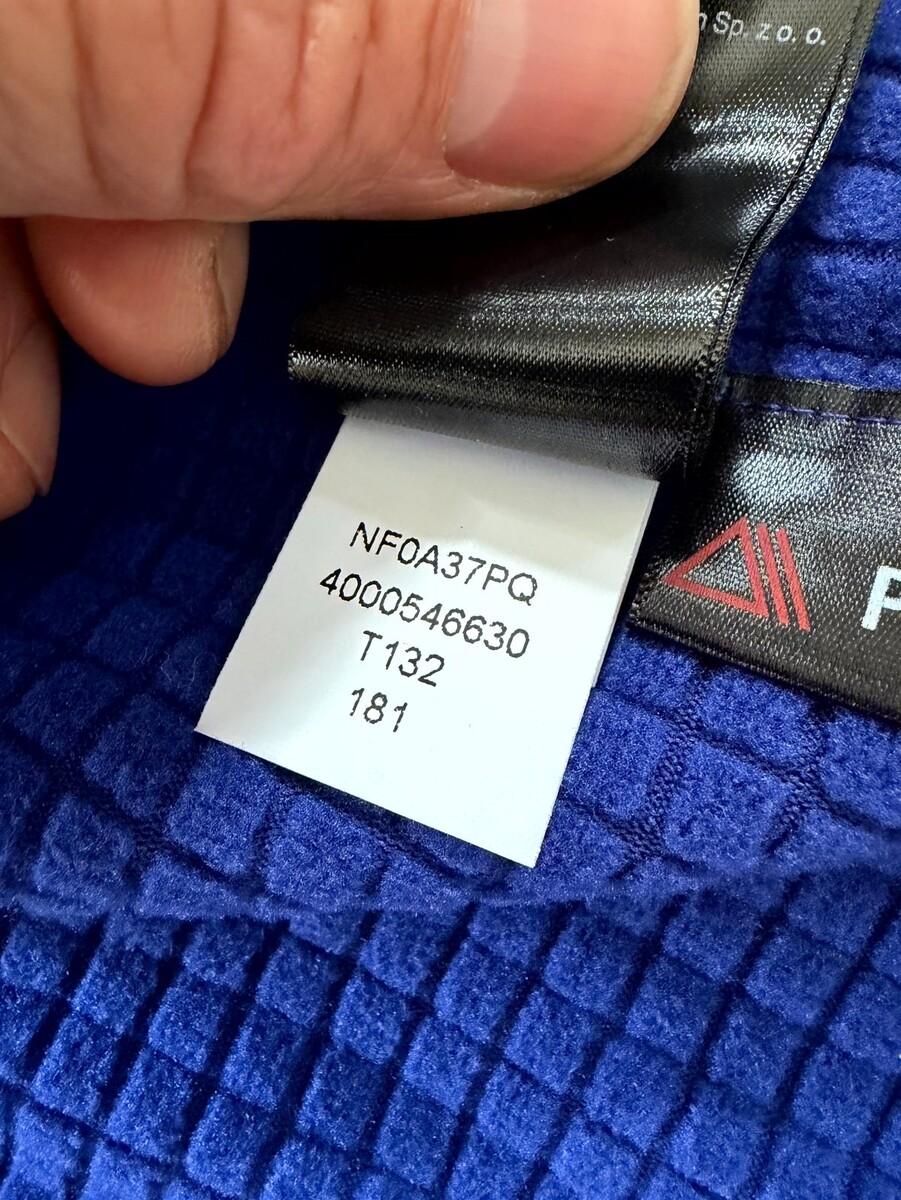 Sp. z o. o.
NF0A37PQ
4000546630
T132
181
P